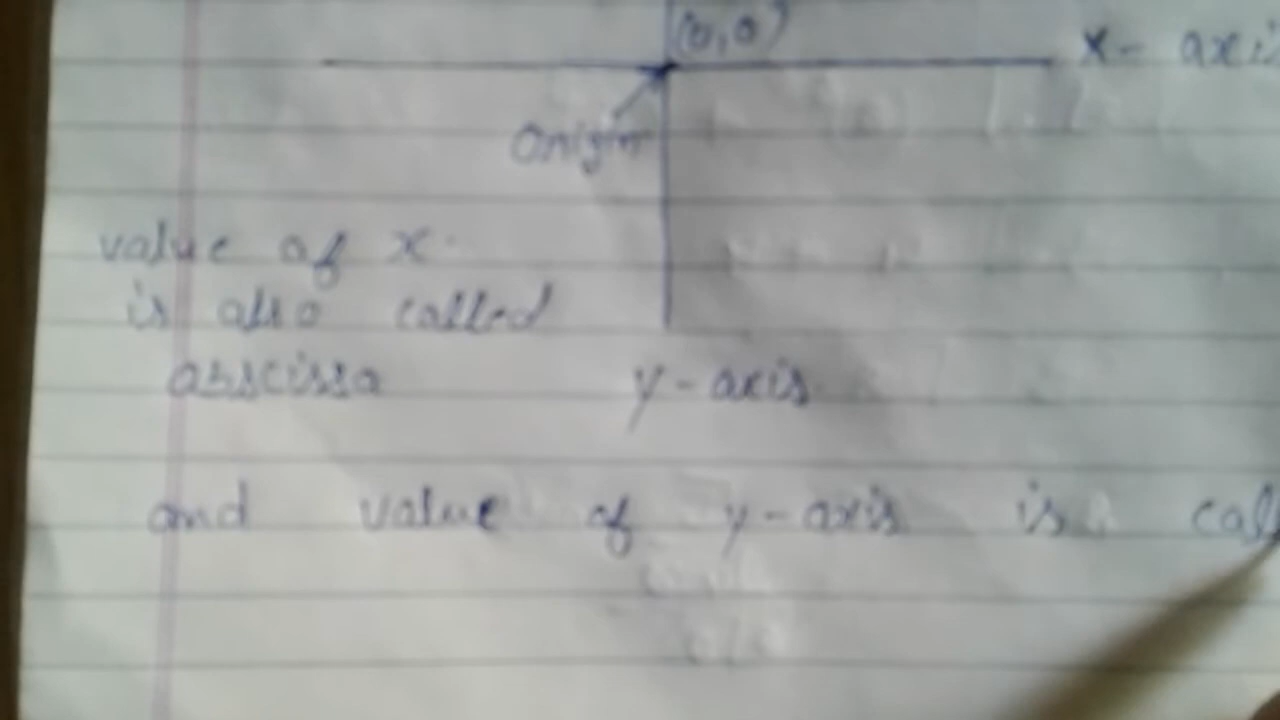 (0,0)
x - axis
Origin
value of x
is also called
abscissa
y - axis
and value of y - axis is call